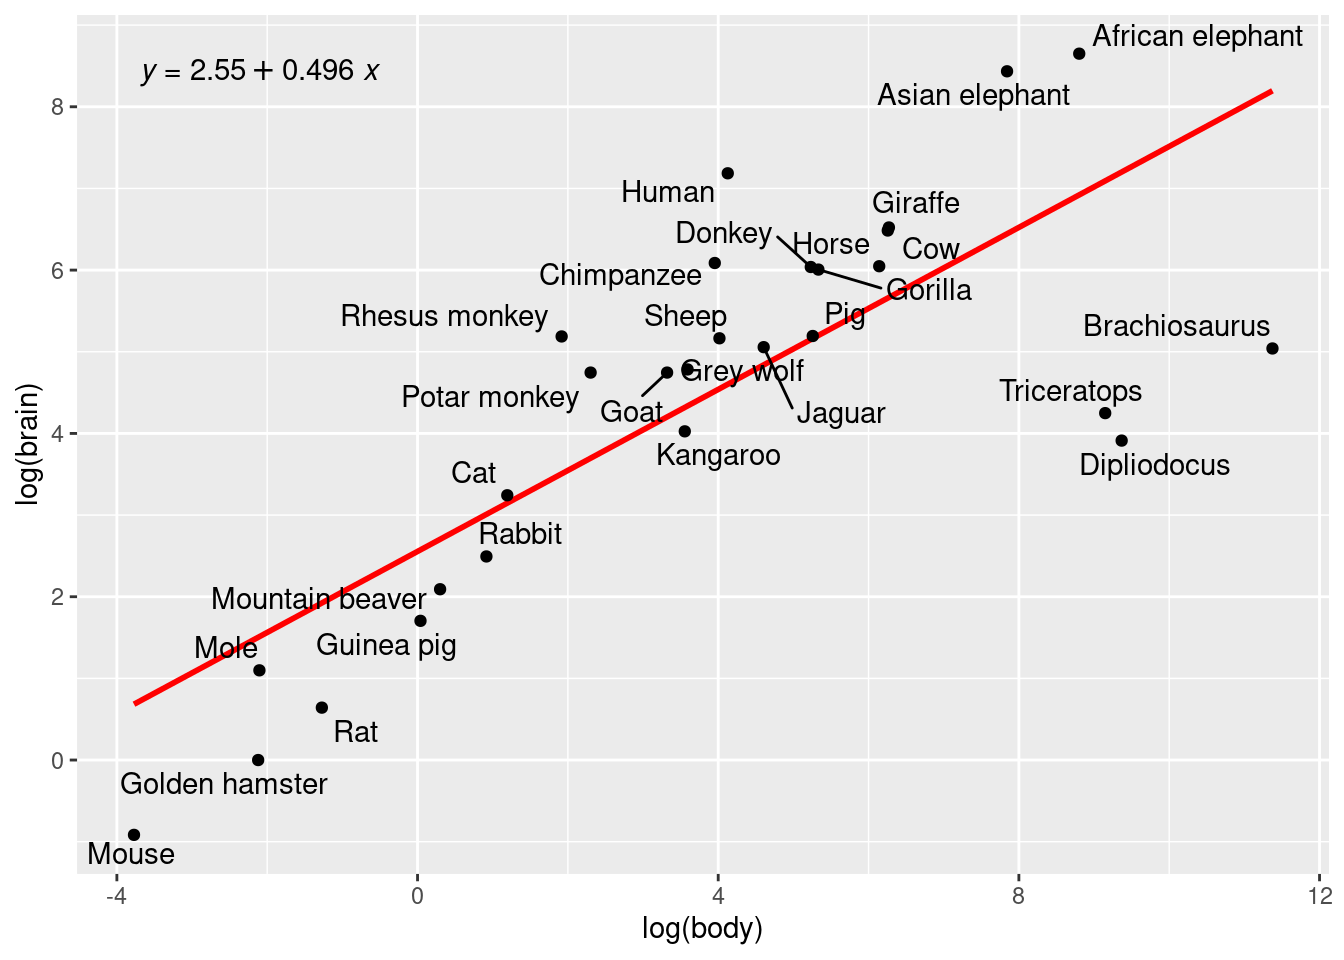 y = 2.55 + 0.496 x
African elephant
Asian elephant
Human
Giraffe
Donkey
Horse
Cow
Chimpanzee
Gorilla
Rhesus monkey
Sheep
Pig
Brachiosaurus
Grey wolf
Triceratops
Potar monkey
Goat
Jaguar
Kangaroo
Dipliodocus
Cat
Rabbit
Mountain beaver
Guinea pig
Mole
Rat
Golden hamster
Mouse
8
6
4
2
0
log(brain)
-4 0 4 8 12
log(body)